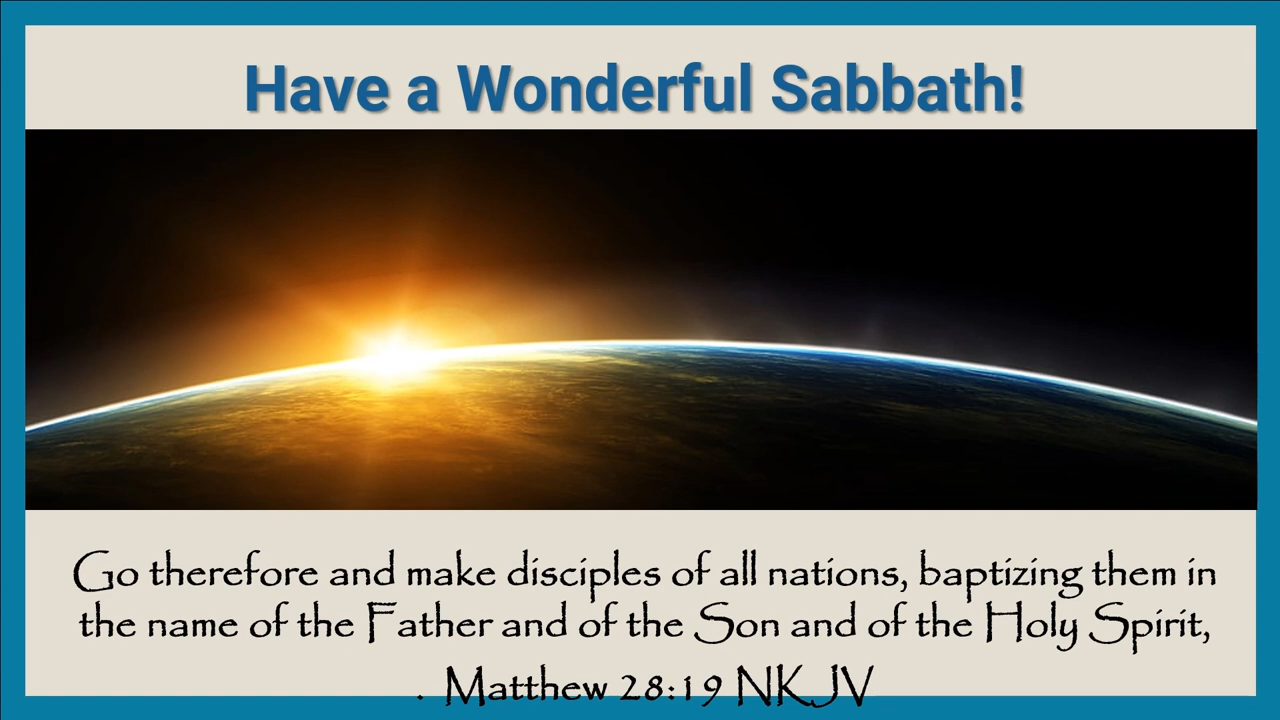 Have a Wonderful Sabbath!
Go therefore and make disciples of all nations, baptizing them in
the name of the Father and of the Son and of the Holy Spirit,
. Matthew 28:19 NKJV